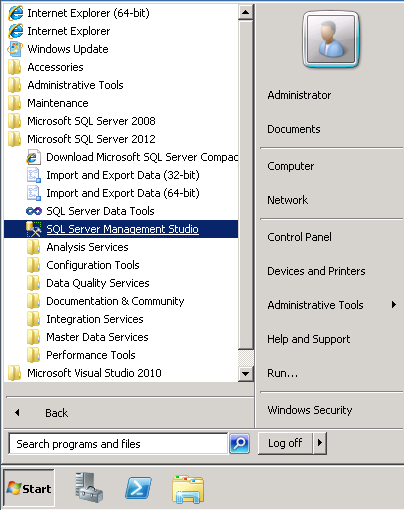 Internet Explorer (64-bit)
Internet Explorer
Windows Update
Accessories
Administrative Tools
Maintenance
Microsoft SQL Server 2008
Microsoft SQL Server 2012
Download Microsoft SQL Server Compac
Import and Export Data (32-bit)
Import and Export Data (64-bit)
SQL Server Data Tools
SQL Server Management Studio
Analysis Services
Configuration Tools
Data Quality Services
Documentation & Community
Integration Services
Master Data Services
Performance Tools
Microsoft Visual Studio 2010
Back
Search programs and files
Administrator
Documents
Computer
Network
Control Panel
Devices and Printers
Administrative Tools
Help and Support
Run...
Windows Security
Log off
Start